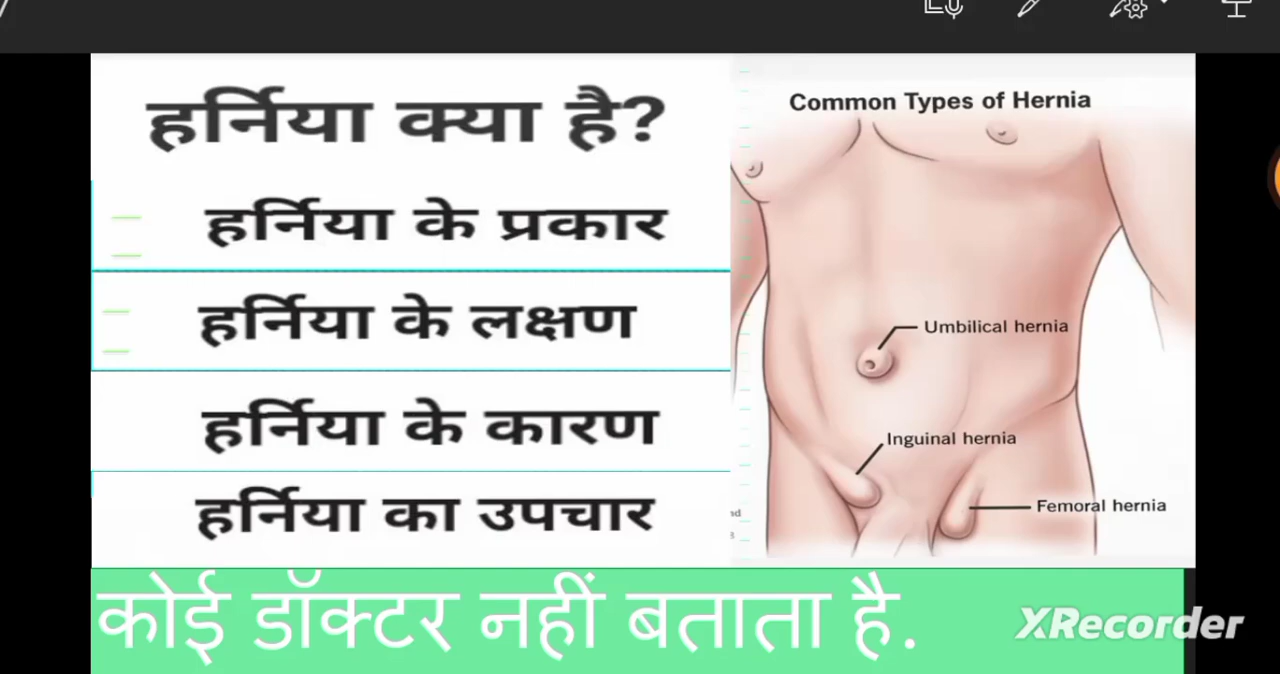 हर्निया क्या है?
हर्निया के प्रकार
हर्निया के लक्षण
हर्निया के कारण
हर्निया का उपचार
Common Types of Hernia
Umbilical hernia
Inguinal hernia
Femoral hernia
कोई डॉक्टर नहीं बताता है.
XRecorder